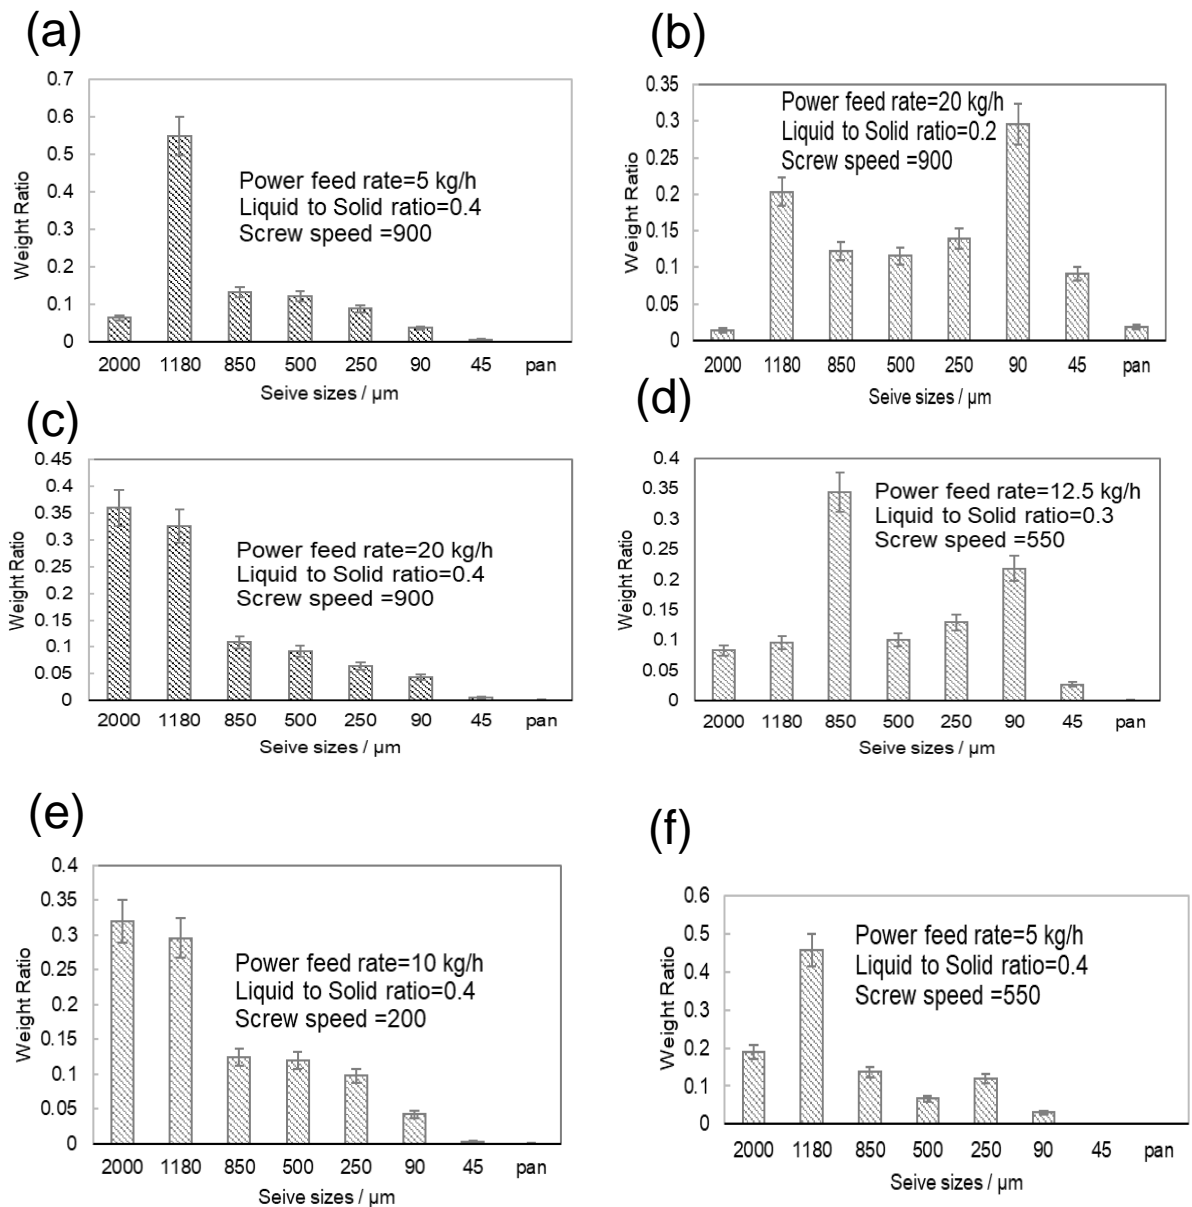 (a)
0.7
0.6
0.5
0.4
0.3
0.2
0.1
0
Weight Ratio
Power feed rate=5 kg/h
Liquid to Solid ratio=0.4
Screw speed =900
2000 1180 850 500 250 90 45 pan
Seive sizes / µm
(b)
0.35
0.3
0.25
0.2
0.15
0.1
0.05
0
Weight Ratio
Power feed rate=20 kg/h
Liquid to Solid ratio=0.2
Screw speed =900
2000 1180 850 500 250 90 45 pan
Seive sizes / µm
(c)
0.45
0.4
0.35
0.3
0.25
0.2
0.15
0.1
0.05
0
Weight Ratio
Power feed rate=20 kg/h
Liquid to Solid ratio=0.4
Screw speed =900
2000 1180 850 500 250 90 45 pan
Seive sizes / µm
(d)
0.4
0.35
0.3
0.25
0.2
0.15
0.1
0.05
0
Weight Ratio
Power feed rate=12.5 kg/h
Liquid to Solid ratio=0.3
Screw speed =550
2000 1180 850 500 250 90 45 pan
Seive sizes / µm
(e)
0.4
0.35
0.3
0.25
0.2
0.15
0.1
0.05
0
Weight Ratio
Power feed rate=10 kg/h
Liquid to Solid ratio=0.4
Screw speed =200
2000 1180 850 500 250 90 45 pan
Seive sizes / µm
(f)
0.6
0.5
0.4
0.3
0.2
0.1
0
Weight Ratio
Power feed rate=5 kg/h
Liquid to Solid ratio=0.4
Screw speed =550
2000 1180 850 500 250 90 45 pan
Seive sizes / µm